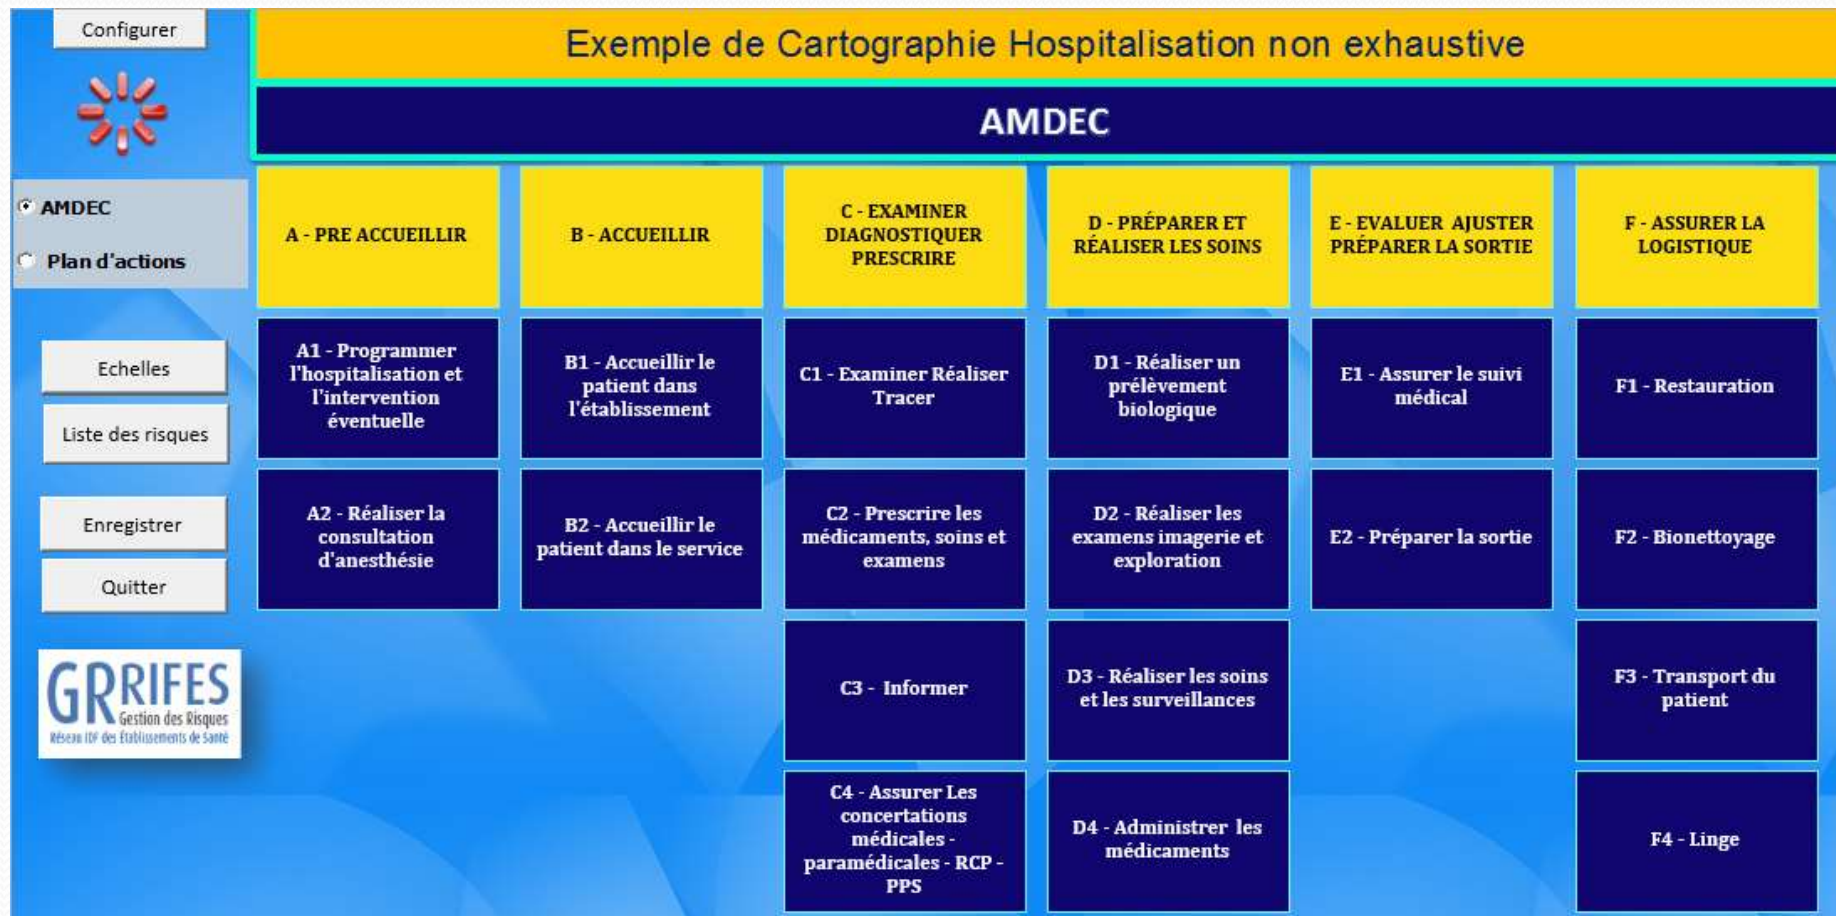 Configurer
Exemple de Cartographie Hospitalisation non exhaustive
AMDEC
AMDEC
Plan d'actions
Echelles
Liste des risques
Enregistrer
Quitter
GRRIFES
Gestion des Risques
Réseau IDF des Établissements de Santé
A - PRE ACCUEILLIR
B - ACCUEILLIR
C - EXAMINER
DIAGNOSTIQUER
PRESCRIRE
D - PRÉPARER ET
RÉALISER LES SOINS
E - EVALUER AJUSTER
PRÉPARER LA SORTIE
F - ASSURER LA
LOGISTIQUE
A1 - Programmer
l'hospitalisation et
l'intervention
éventuelle
B1 - Accueillir le
patient dans
l'établissement
C1 - Examiner Réaliser
Tracer
D1 - Réaliser un
prélèvement
biologique
E1 - Assurer le suivi
médical
F1 - Restauration
A2 - Réaliser la
consultation
d'anesthésie
B2 - Accueillir le
patient dans le service
C2 - Prescrire les
médicaments, soins et
examens
D2 - Réaliser les
examens imagerie et
exploration
E2 - Préparer la sortie
F2 - Bionettoyage
C3 - Informer
D3 - Réaliser les soins
et les surveillances
F3 - Transport du
patient
C4 - Assurer Les
concertations
médicales -
paramédicales - RCP -
PPS
D4 - Administrer les
médicaments
F4 - Linge